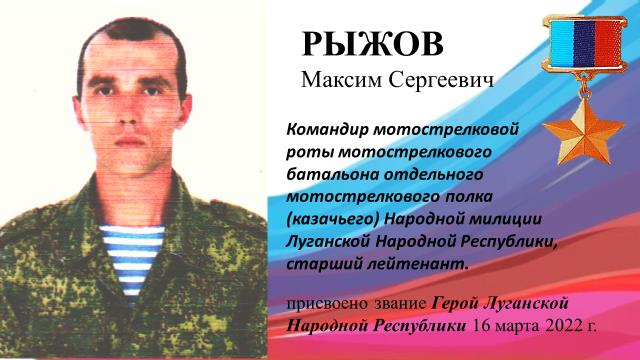 РЫЖОВ
Максим Сергеевич
Командир мотострелковой
роты мотострелкового
батальона отдельного
мотострелкового полка
(казачьего) Народной милиции
Луганской Народной Республики,
старший лейтенант.
присвоено звание Герой Луганской
Народной Республики 16 марта 2022 г.